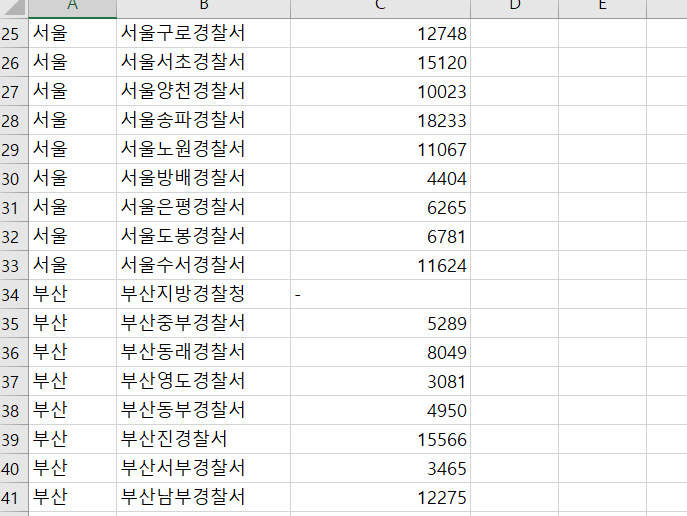 A B C D E
25 서울 서울구로경찰서 12748
26 서울 서울서초경찰서 15120
27 서울 서울양천경찰서 10023
28 서울 서울송파경찰서 18233
29 서울 서울노원경찰서 11067
30 서울 서울방배경찰서 4404
31 서울 서울은평경찰서 6265
32 서울 서울도봉경찰서 6781
33 서울 서울수서경찰서 11624
34 부산 부산지방경찰청 -
35 부산 부산중부경찰서 5289
36 부산 부산동래경찰서 8049
37 부산 부산영도경찰서 3081
38 부산 부산동부경찰서 4950
39 부산 부산진경찰서 15566
40 부산 부산서부경찰서 3465
41 부산 부산남부경찰서 12275